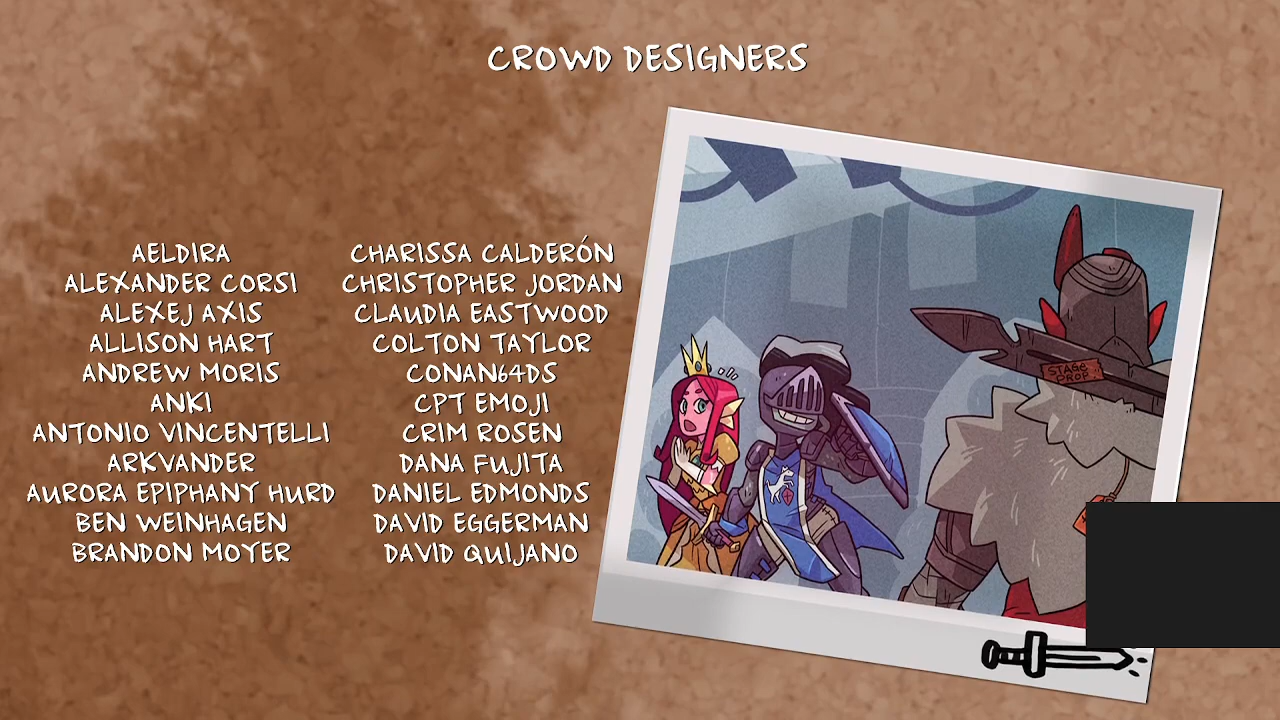 CROWD DESIGNERS
AELDIRA
ALEXANDER CORSI
ALEXEJ AXIS
ALLISON HART
ANDREW MORIS
ANKI
ANTONIO VINCENTELLI
ARKVANDER
AURORA EPIPHANY HURD
BEN WEINHAGEN
BRANDON MOYER
CHARISSA CALDERÓN
CHRISTOPHER JORDAN
CLAUDIA EASTWOOD
COLTON TAYLOR
CONAN64DS
CPT EMOJI
CRIM ROSEN
DANA FUJITA
DANIEL EDMONDS
DAVID EGGERMAN
DAVID QUIJANO
STAGE
PROP